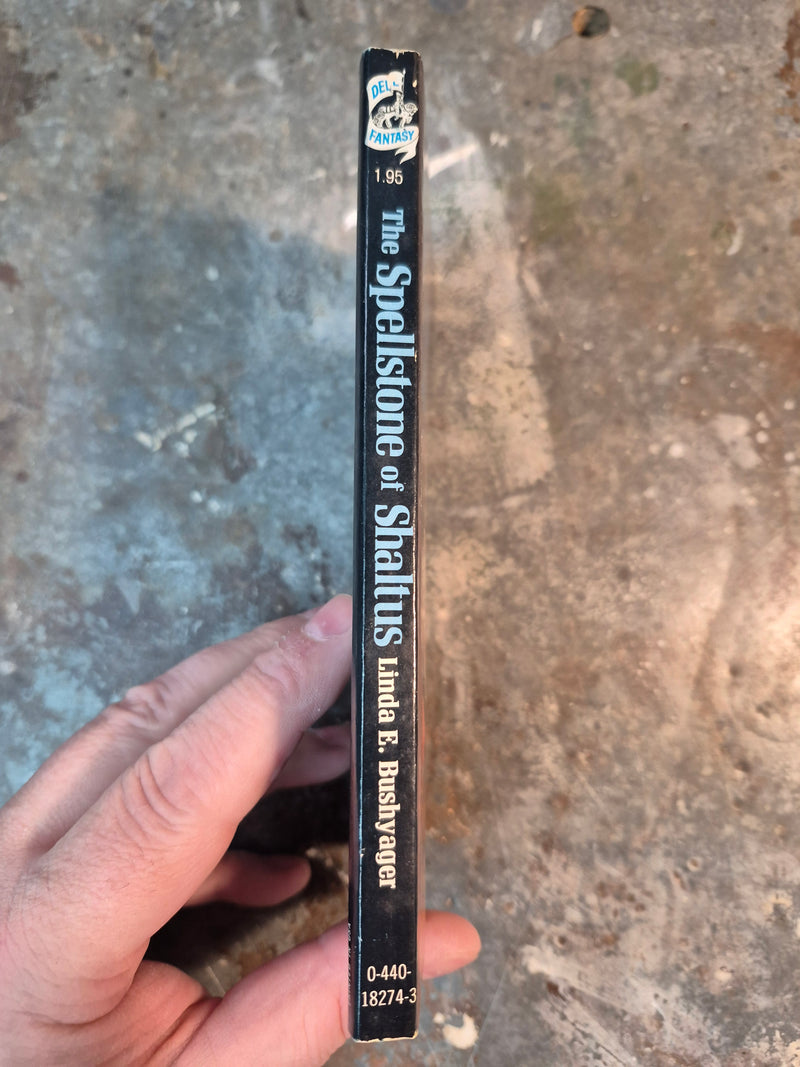 DELL
FANTASY
1.95
The Spellstone of Shaltus Linda E. Bushyager
0-440-
18274-3